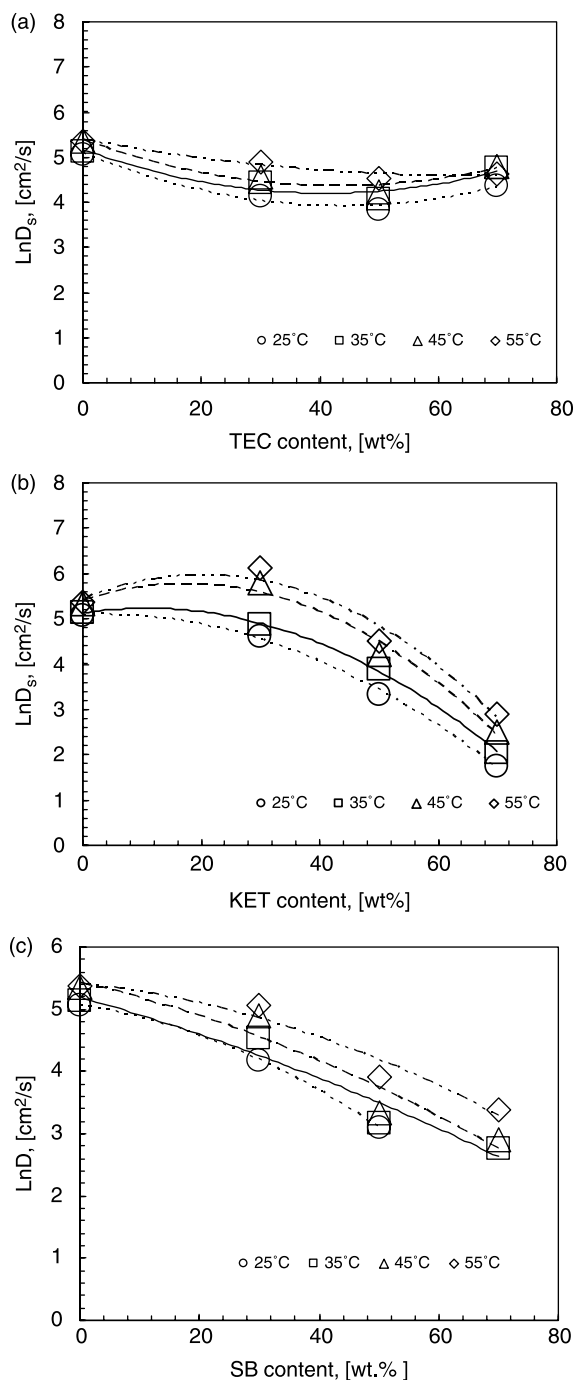 (a)
8
7
6
5
4
3
2
1
0
LnDs, [cm2/s]
25˚C 35˚C 45˚C 55˚C
0 20 40 60 80
TEC content, [wt%]
(b)
8
7
6
5
4
3
2
1
0
LnDs, [cm2/s]
25˚C 35˚C 45˚C 55˚C
0 20 40 60 80
KET content, [wt%]
(c)
6
5
4
3
2
1
0
LnD, [cm2/s]
25˚C 35˚C 45˚C 55˚C
0 20 40 60 80
SB content, [wt.% ]